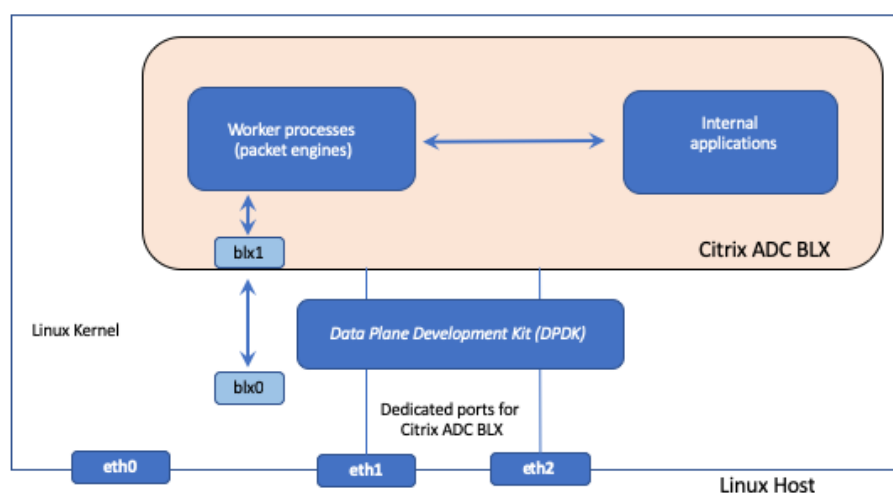 Worker processes
(packet engines)
Internal
applications
blx1
Citrix ADC BLX
Linux Kernel
Data Plane Development Kit (DPDK)
blx0
Dedicated ports for
Citrix ADC BLX
eth0
eth1
eth2
Linux Host